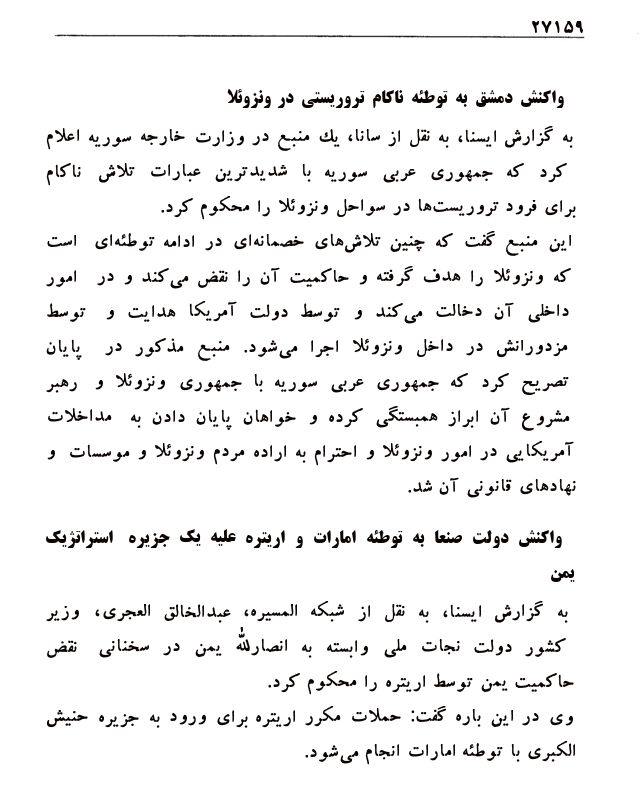 ۲۷۱۵۹
واکنش دمشق به توطئه ناکام تروریستی در ونزوئلا
به گزارش ایسنا، به نقل از سانا، یك منبع در وزارت خارجه سوریه اعلام
کرد که جمهوری عربی سوریه با شدیدترین عبارات تلاش ناکام
برای فرود تروریست‌ها در سواحل ونزوئلا را محکوم کرد.
این منبع گفت که چنین تلاش‌های خصمانه‌ای در ادامه توطئه‌ای است
که ونزوئلا را هدف گرفته و حاکمیت آن را نقض می‌کند و در امور
داخلی آن دخالت می‌کند و توسط دولت آمریکا هدایت و توسط
مزدورانش در داخل ونزوئلا اجرا می‌شود. منبع مذکور در پایان
تصریح کرد که جمهوری عربی سوریه با جمهوری ونزوئلا و رهبر
مشروع آن ابراز همبستگی کرده و خواهان پایان دادن به مداخلات
آمریکایی در امور ونزوئلا و احترام به اراده مردم ونزوئلا و موسسات و
نهادهای قانونی آن شد.
واکنش دولت صنعا به توطئه امارات و اریتره علیه یک جزیره استراتژیک
یمن
به گزارش ایسنا، به نقل از شبکه المسیره، عبدالخالق العجری، وزیر
کشور دولت نجات ملی وابسته به انصارلله یمن در سخنانی نقض
حاکمیت یمن توسط اریتره را محکوم کرد.
وی در این باره گفت: حملات مکرر اریتره برای ورود به جزیره حنیش
الکبری با توطئه امارات انجام می‌شود.